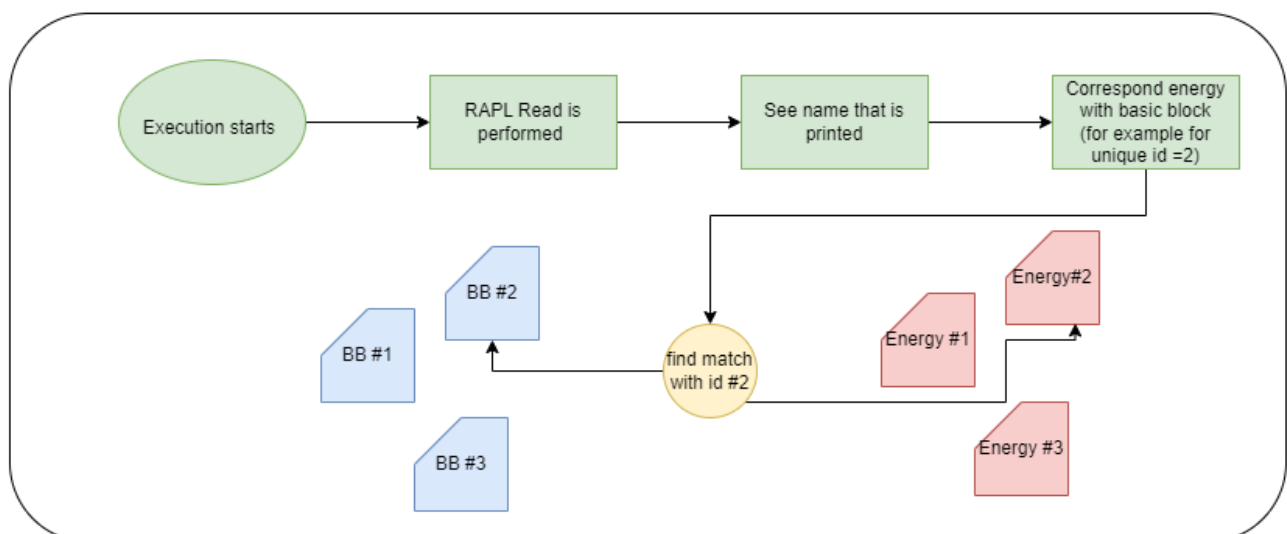 Execution starts
RAPL Read is
performed
See name that is
printed
Correspond energy
with basic block
(for example for
unique id =2)
BB #2
BB #1
BB #3
find match
with id #2
Energy#2
Energy #1
Energy #3